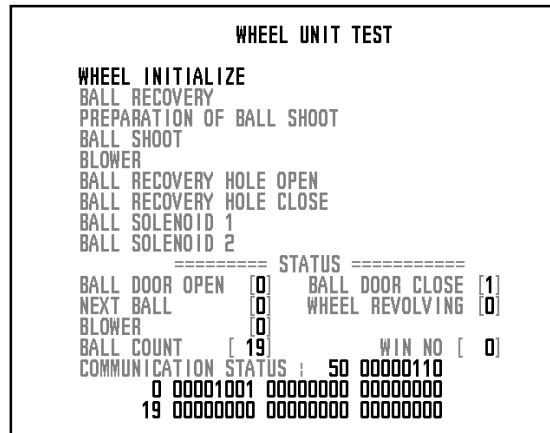 WHEEL UNIT TEST
WHEEL INITIALIZE
BALL RECOVERY
PREPARATION OF BALL SHOOT
BALL SHOOT
BLOWER
BALL RECOVERY HOLE OPEN
BALL RECOVERY HOLE CLOSE
BALL SOLENOID 1
BALL SOLENOID 2
========= STATUS ===========
BALL DOOR OPEN [0] BALL DOOR CLOSE [1]
NEXT BALL [0] WHEEL REVOLVING [0]
BLOWER [0]
BALL COUNT [ 19] WIN NO [ 0]
COMMUNICATION STATUS : 50 00000110
0 00001001 00000000 00000000
19 00000000 00000000 00000000